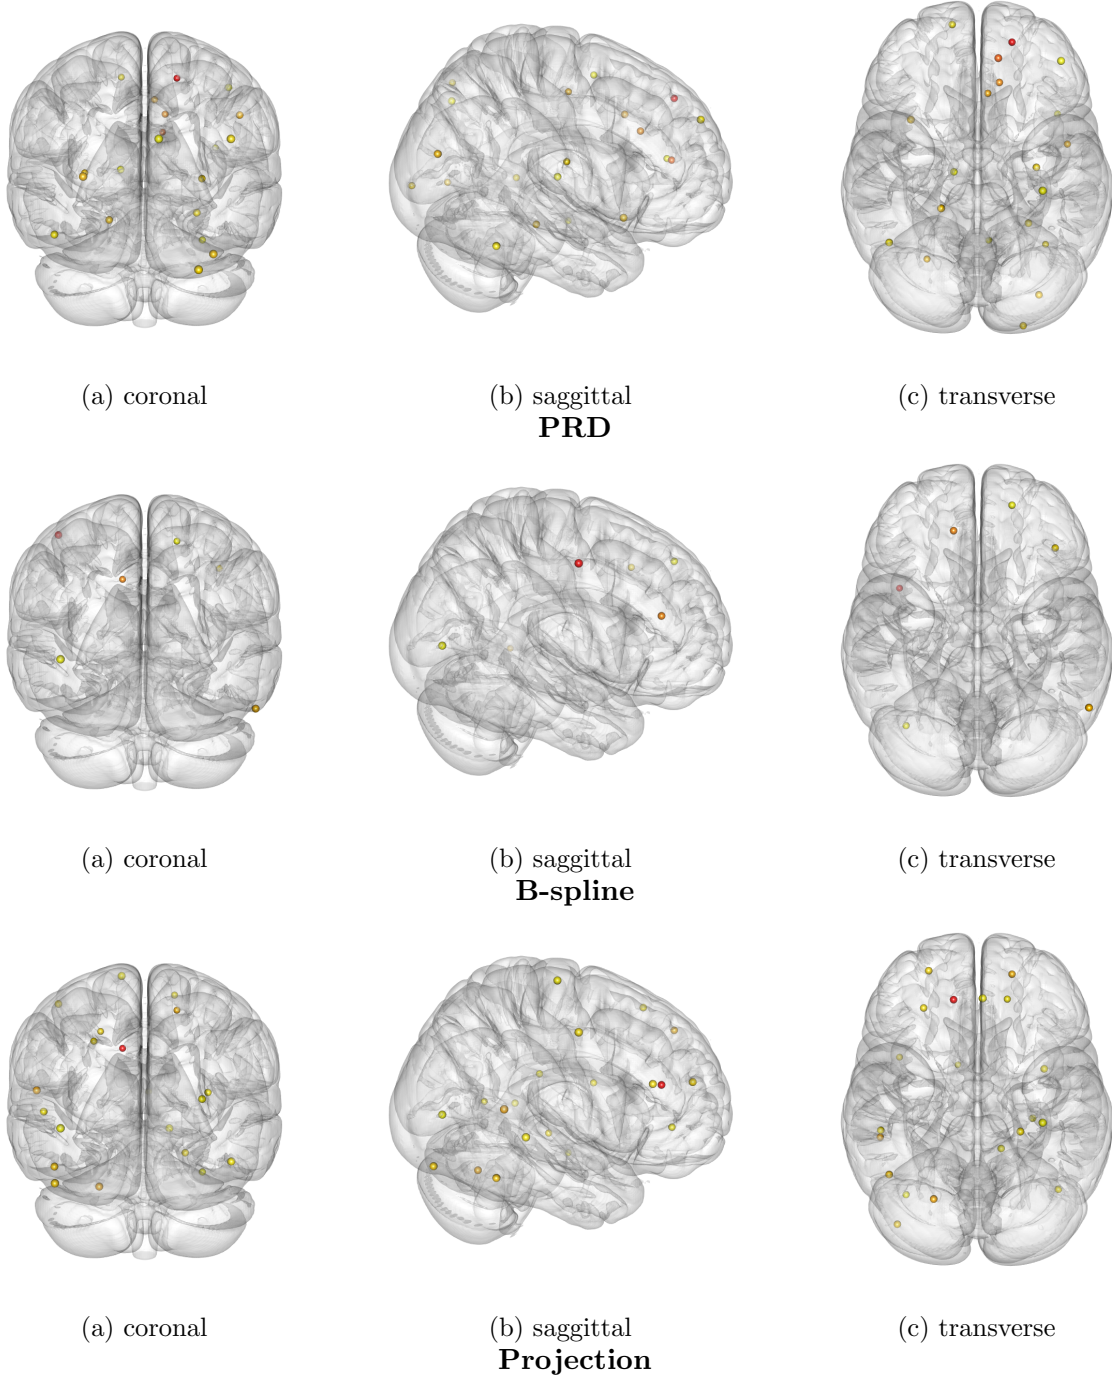 (a) coronal (b) saggittal (c) transverse
PRD
(a) coronal (b) saggittal (c) transverse
B-spline
(a) coronal (b) saggittal (c) transverse
Projection